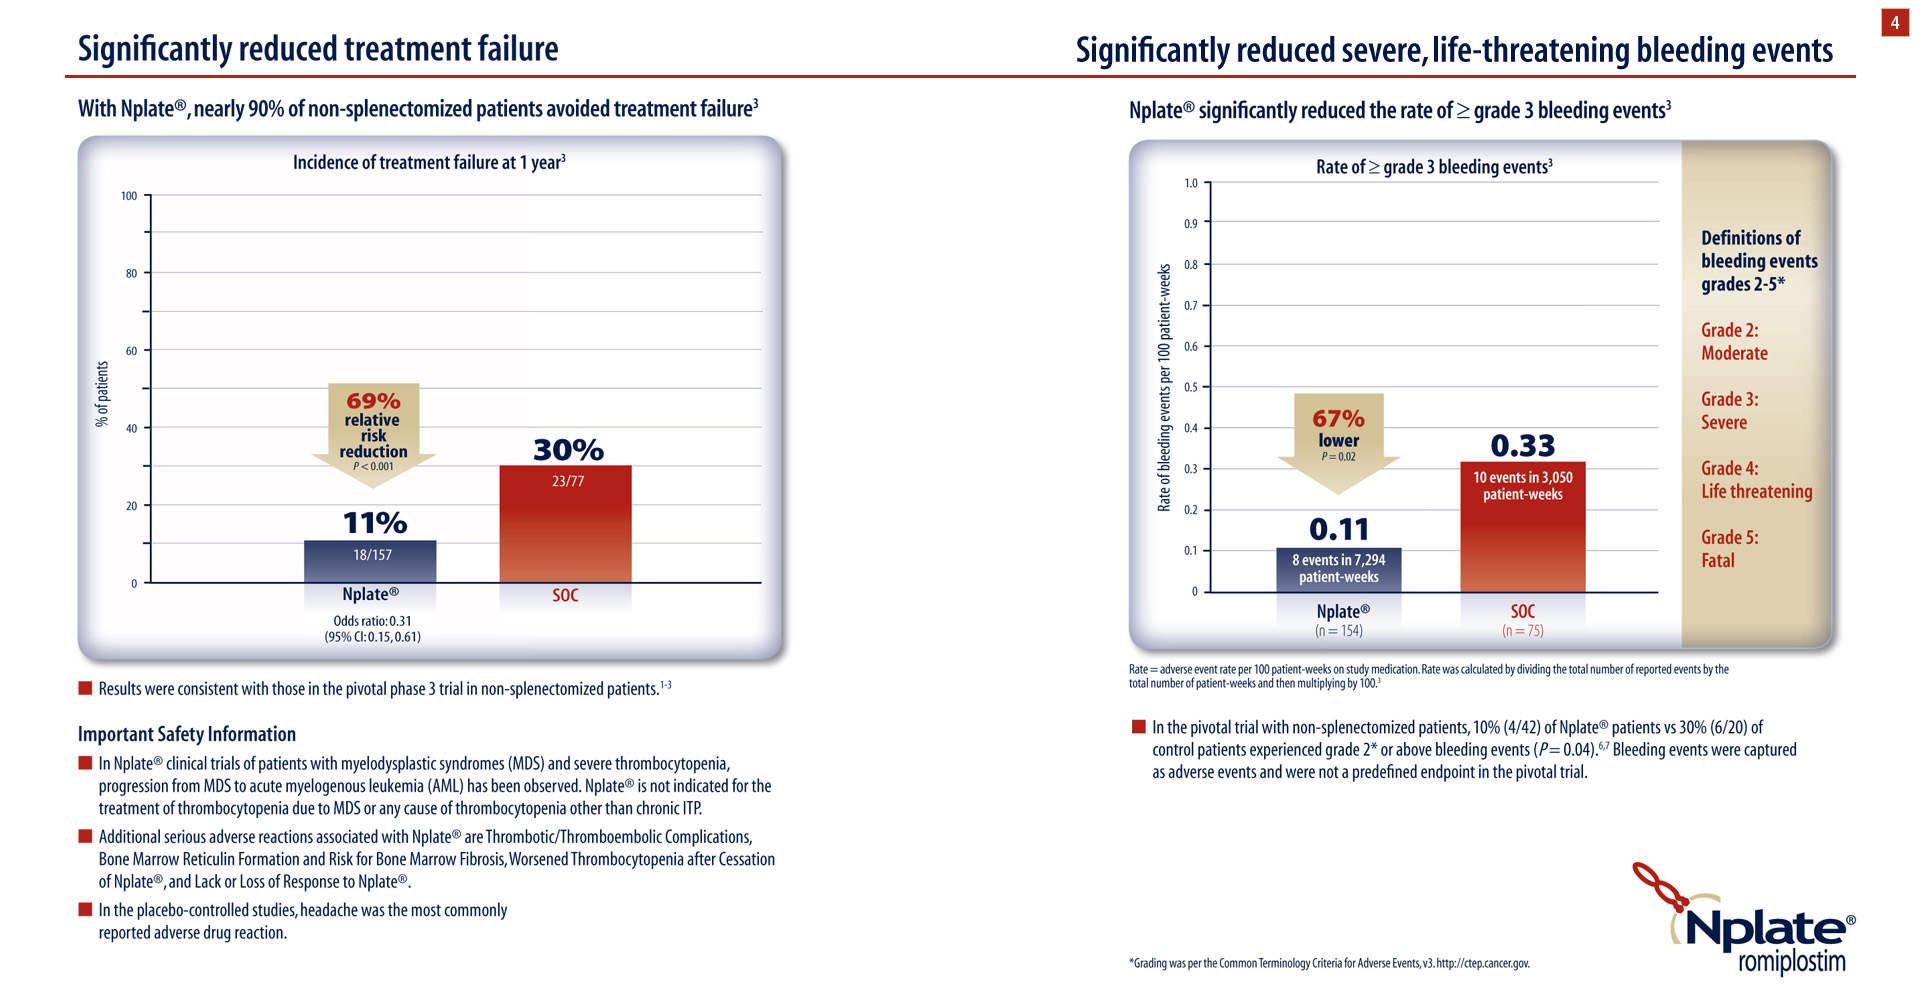 4
Significantly reduced treatment failure
With Nplate®, nearly 90% of non-splenectomized patients avoided treatment failure3
Incidence of treatment failure at 1 year3
% of patients
100
80
60
40
20
0
69%
relative
risk
reduction
P < 0.001
11%
18/157
30%
23/77
Nplate®
SOC
Odds ratio: 0.31
(95% CI: 0.15, 0.61)
■ Results were consistent with those in the pivotal phase 3 trial in non-splenectomized patients.1-3
Important Safety Information
■ In Nplate® clinical trials of patients with myelodysplastic syndromes (MDS) and severe thrombocytopenia,
progression from MDS to acute myelogenous leukemia (AML) has been observed. Nplate® is not indicated for the
treatment of thrombocytopenia due to MDS or any cause of thrombocytopenia other than chronic ITP.
■ Additional serious adverse reactions associated with Nplate® are Thrombotic/Thromboembolic Complications,
Bone Marrow Reticulin Formation and Risk for Bone Marrow Fibrosis, Worsened Thrombocytopenia after Cessation
of Nplate®, and Lack or Loss of Response to Nplate®.
■ In the placebo-controlled studies, headache was the most commonly
reported adverse drug reaction.
Significantly reduced severe, life-threatening bleeding events
Nplate® significantly reduced the rate of ≥ grade 3 bleeding events3
Rate of ≥ grade 3 bleeding events3
Rate of bleeding events per 100 patient-weeks
1.0
0.9
0.8
0.7
0.6
0.5
0.4
0.3
0.2
0.1
0
67%
lower
P = 0.02
0.11
8 events in 7,294
patient-weeks
0.33
10 events in 3,050
patient-weeks
Nplate®
(n = 154)
SOC
(n = 75)
Definitions of
bleeding events
grades 2-5*
Grade 2:
Moderate
Grade 3:
Severe
Grade 4:
Life threatening
Grade 5:
Fatal
Rate = adverse event rate per 100 patient-weeks on study medication. Rate was calculated by dividing the total number of reported events by the
total number of patient-weeks and then multiplying by 100.3
■ In the pivotal trial with non-splenectomized patients, 10% (4/42) of Nplate® patients vs 30% (6/20) of
control patients experienced grade 2* or above bleeding events (P = 0.04).6,7 Bleeding events were captured
as adverse events and were not a predefined endpoint in the pivotal trial.
*Grading was per the Common Terminology Criteria for Adverse Events, v3. http://ctep.cancer.gov.
Nplate®
romiplostim